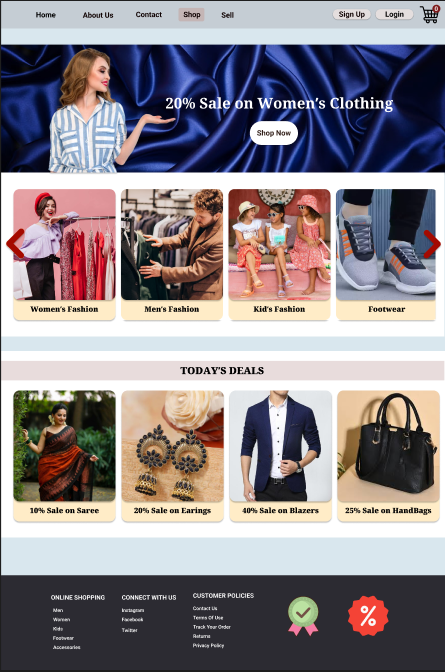 Home About Us Contact Shop Sell Sign Up Login 0
20% Sale on Women's Clothing
Shop Now
Women's Fashion Men's Fashion Kid's Fashion Footwear
TODAY'S DEALS
10% Sale on Saree 20% Sale on Earings 40% Sale on Blazers 25% Sale on HandBags
ONLINE SHOPPING
Men
Women
Kids
Footwear
Accessories
CONNECT WITH US
Instagram
Facebook
Twitter
CUSTOMER POLICIES
Contact Us
Terms Of Use
Track Your Order
Returns
Privacy Policy
%